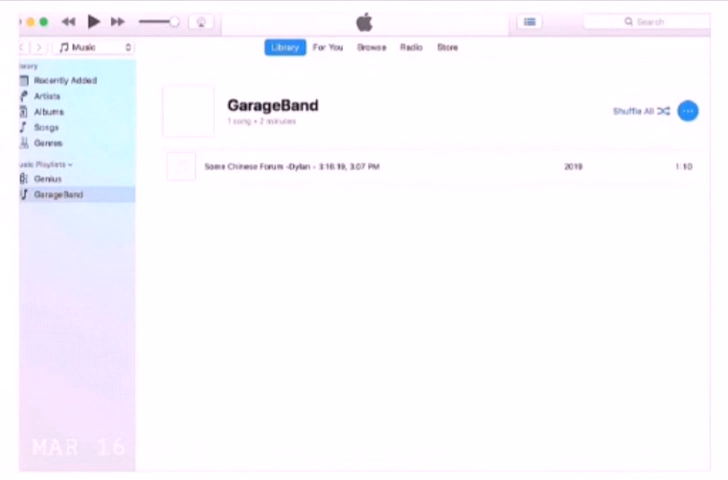 Music
Search
Library For You Browse Radio Store
Recently Added
Artists
Albums
Songs
Genres
Music Playlists
Genius
GarageBand
GarageBand
1 song • 2 minutes
Shuffle All
Some Chinese Forum -Dylan - 3:16:19, 3.07 PM 2019 1:10
MAR 16